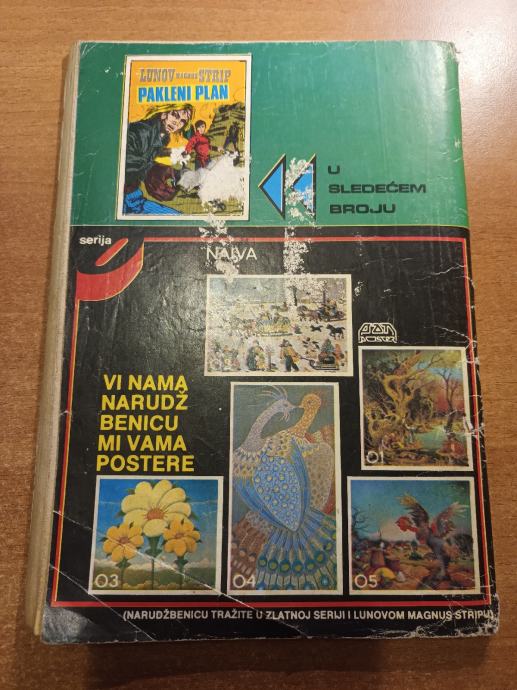 LUNOV MAGNUS STRIP
PAKLENI PLAN
U
SLEDEĆEM
BROJU
serija
NAIVA
VI NAMA
NARUDŽ
BENICU
MI VAMA
POSTERE
01
03
04
05
(NARUDŽBENICU TRAŽITE U ZLATNOJ SERIJI I LUNOVOM MAGNUS STRIPU)